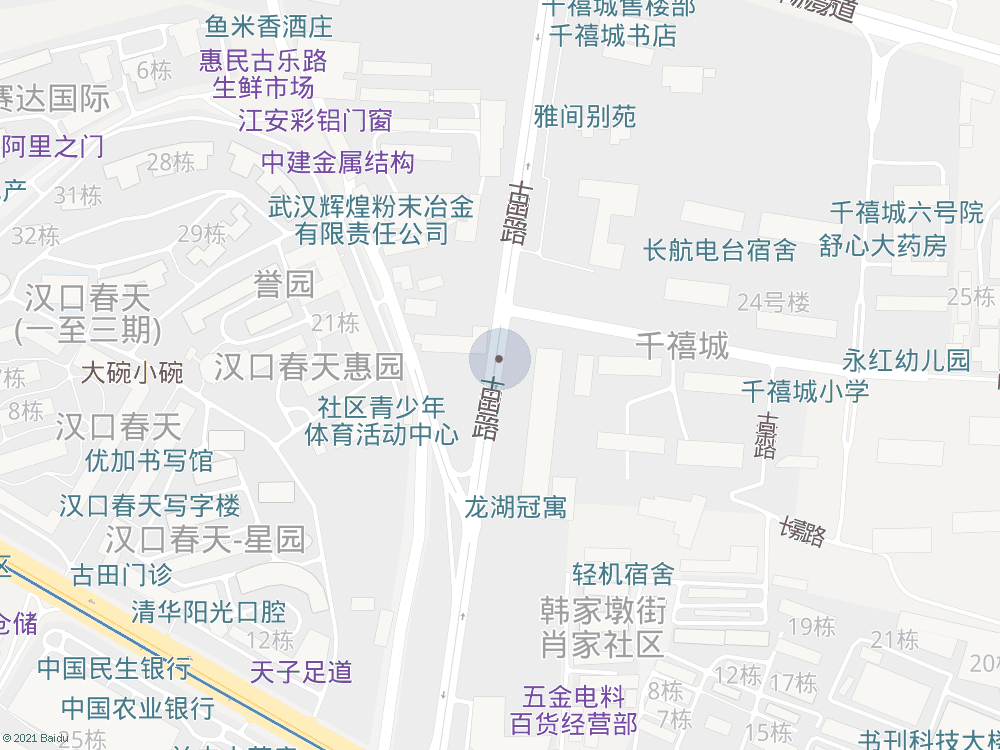 千禧城售楼部
鱼米香酒庄
千禧城书店
惠民古乐路
生鲜市场
6栋
赛达国际
江安彩铝门窗
雅间别苑
阿里之门
中建金属结构
28栋
产
31栋
武汉辉煌粉末冶金
有限责任公司
古田路
千禧城六号院
32栋
29栋
长航电台宿舍
舒心大药房
誉园
汉口春天
(一至三期)
24号楼
25栋
21栋
千禧城
汉口春天惠园
大碗小碗
永红幼儿园
7栋
千禧城小学
8栋
社区青少年
体育活动中心
古田路
汉口春天
优加书写馆
汉口春天写字楼
龙湖冠寓
长嘉路
汉口春天-星园
区
古田门诊
轻机宿舍
仓储
清华阳光口腔
韩家墩街
肖家社区
12栋
19栋
21栋
中国民生银行
天子足道
20
12栋
17栋
8栋
五金电料
百货经营部
7栋
中国农业银行
15栋
25栋
书刊科技大楼
© 2021 Baidu